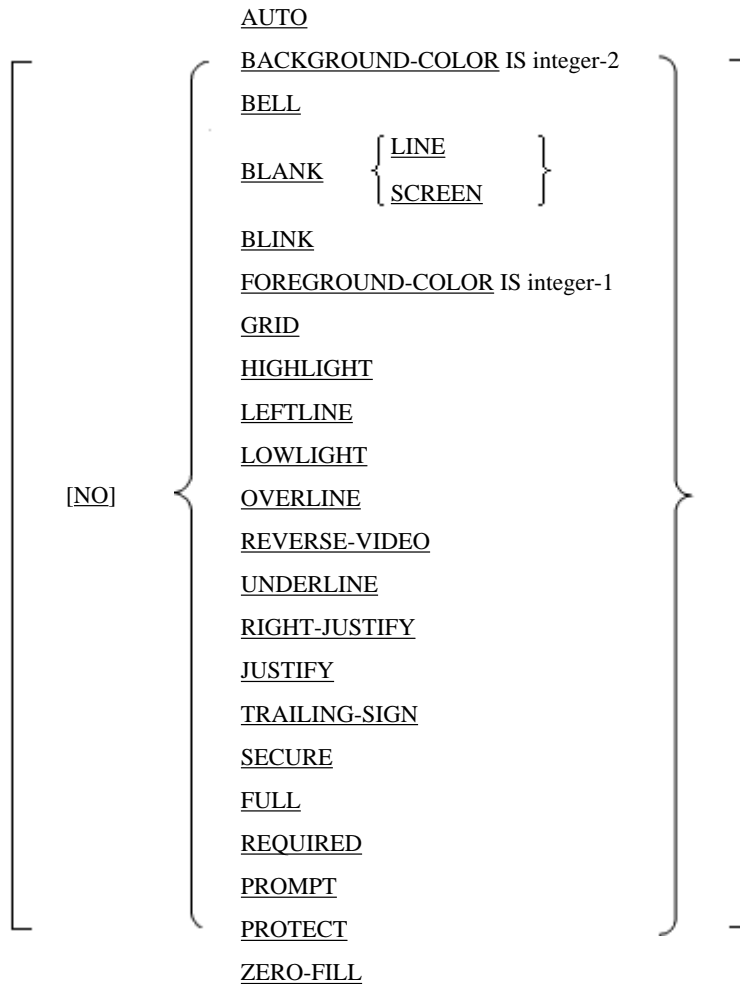 AUTO
BACKGROUND-COLOR IS integer-2
BELL
BLANK
LINE
SCREEN
BLINK
FOREGROUND-COLOR IS integer-1
GRID
HIGHLIGHT
LEFTLINE
LOWLIGHT
[NO]
OVERLINE
REVERSE-VIDEO
UNDERLINE
RIGHT-JUSTIFY
JUSTIFY
TRAILING-SIGN
SECURE
FULL
REQUIRED
PROMPT
PROTECT
ZERO-FILL